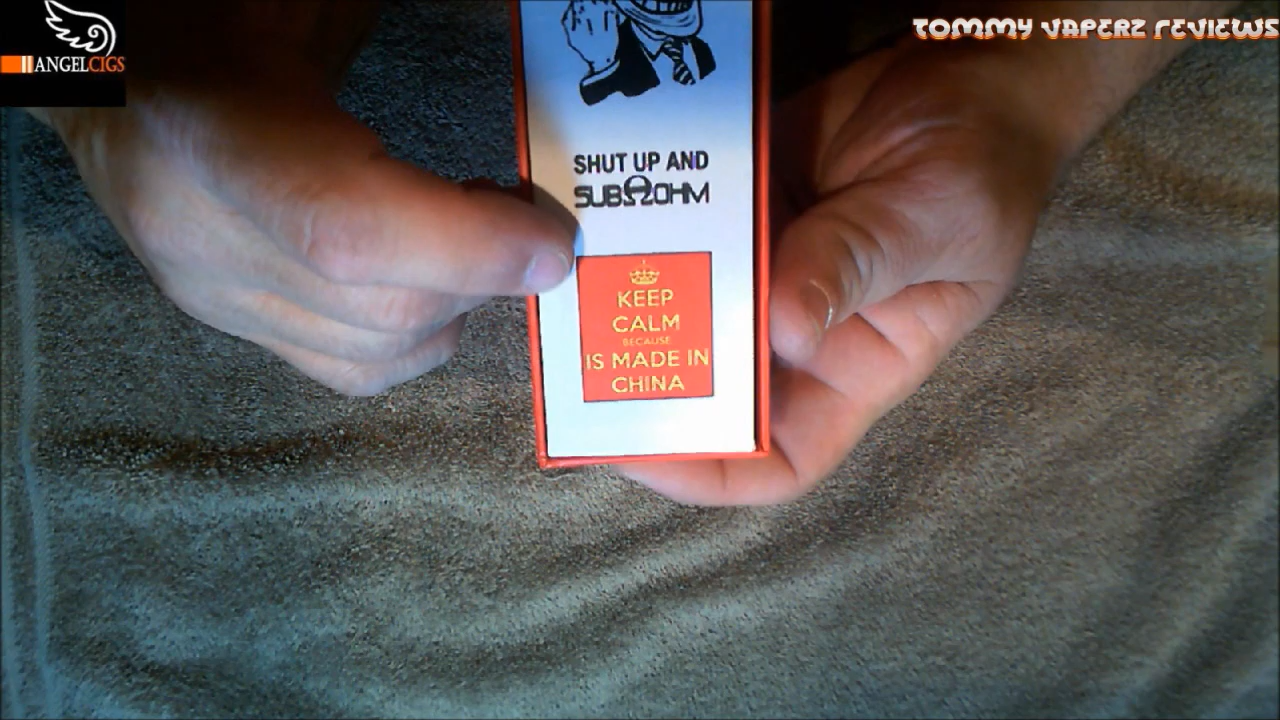 ANGELCIGS
TOMMY VAPERZ REVIEWS
SHUT UP AND
SUBΩOHM
KEEP
CALM
BECAUSE
IS MADE IN
CHINA